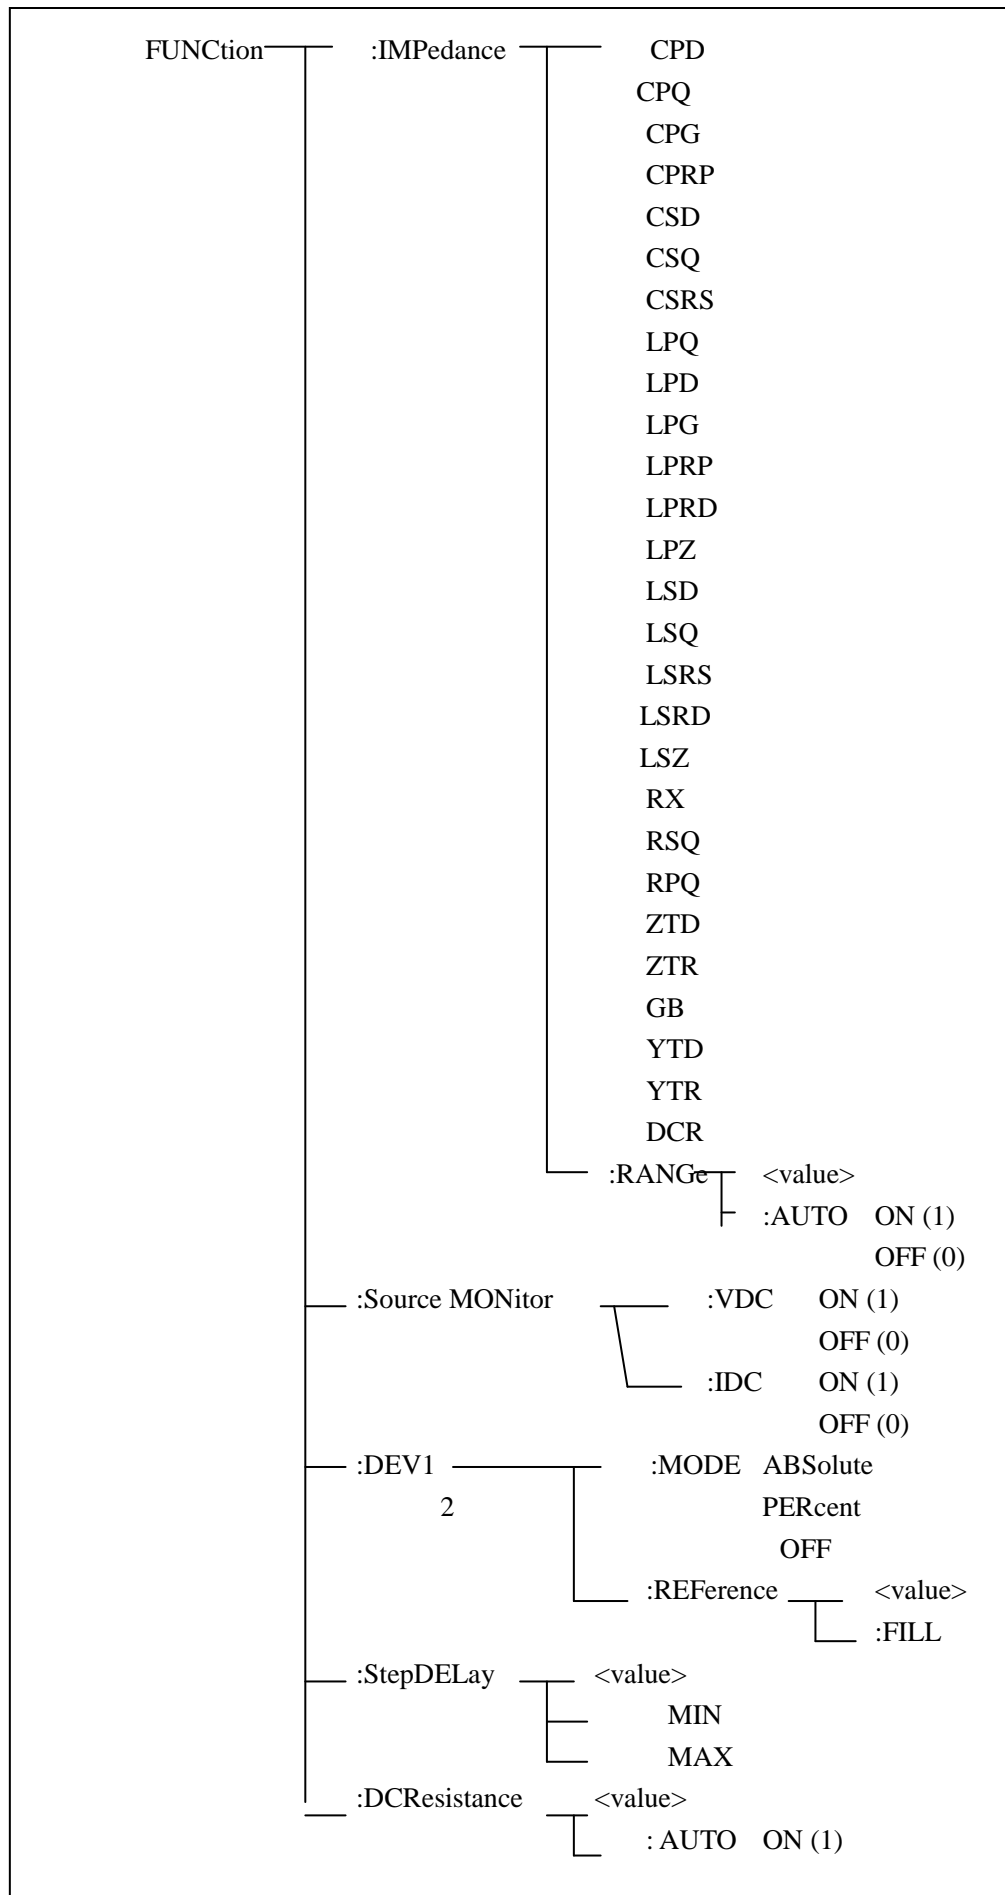 FUNCtion :IMPedance CPD
CPQ
CPG
CPRP
CSD
CSQ
CSRS
LPQ
LPD
LPG
LPRP
LPRD
LPZ
LSD
LSQ
LSRS
LSRD
LSZ
RX
RSQ
RPQ
ZTD
ZTR
GB
YTD
YTR
DCR
:RANGe <value>
:AUTO ON (1)
OFF (0)
:Source MONitor :VDC ON (1)
OFF (0)
:IDC ON (1)
OFF (0)
:DEV1 :MODE ABSolute
2 PERcent
OFF
:REFerence <value>
:FILL
:StepDELay <value>
MIN
MAX
:DCResistance <value>
: AUTO ON (1)